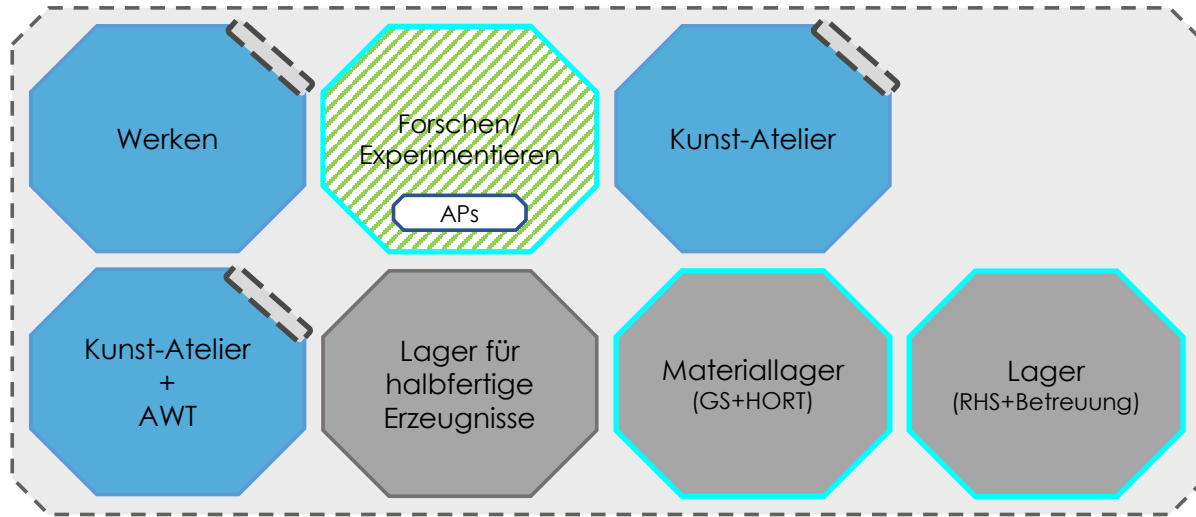 Werken
Forschen/
Experimentieren
APs
Kunst-Atelier
Kunst-Atelier
+
AWT
Lager für
halbfertige
Erzeugnisse
Materiallager
(GS+HORT)
Lager
(RHS+Betreuung)